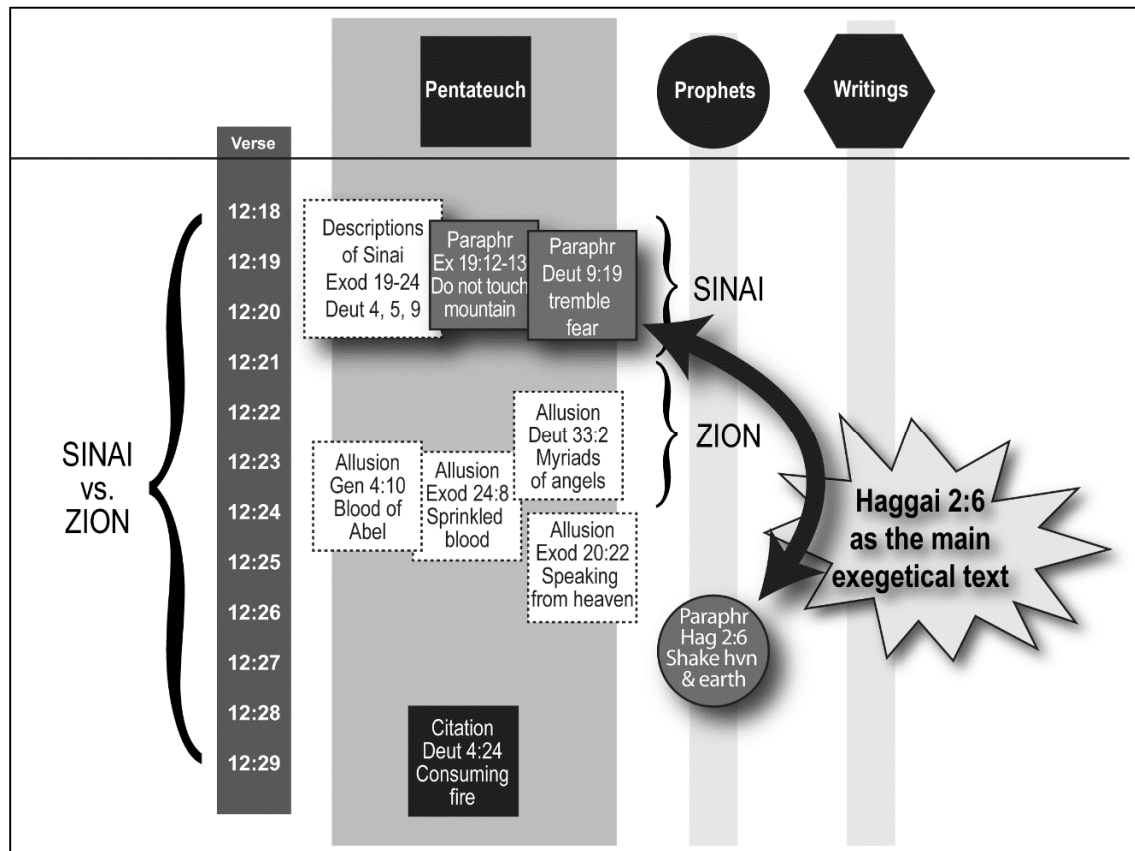 Pentateuch
Prophets
Writings
Verse
12:18
12:19
12:20
12:21
12:22
12:23
12:24
12:25
12:26
12:27
12:28
12:29
SINAI
vs.
ZION
Descriptions
of Sinai
Exod 19-24
Deut 4, 5, 9
Paraphr
Ex 19:12-13
Do not touch
mountain
Paraphr
Deut 9:19
tremble
fear
SINAI
ZION
Allusion
Deut 33:2
Myriads
of angels
Allusion
Gen 4:10
Blood of
Abel
Allusion
Exod 24:8
Sprinkled
blood
Allusion
Exod 20:22
Speaking
from heaven
Haggai 2:6
as the main
exegetical text
Paraphr
Hag 2:6
Shake hvn
& earth
Citation
Deut 4:24
Consuming
fire